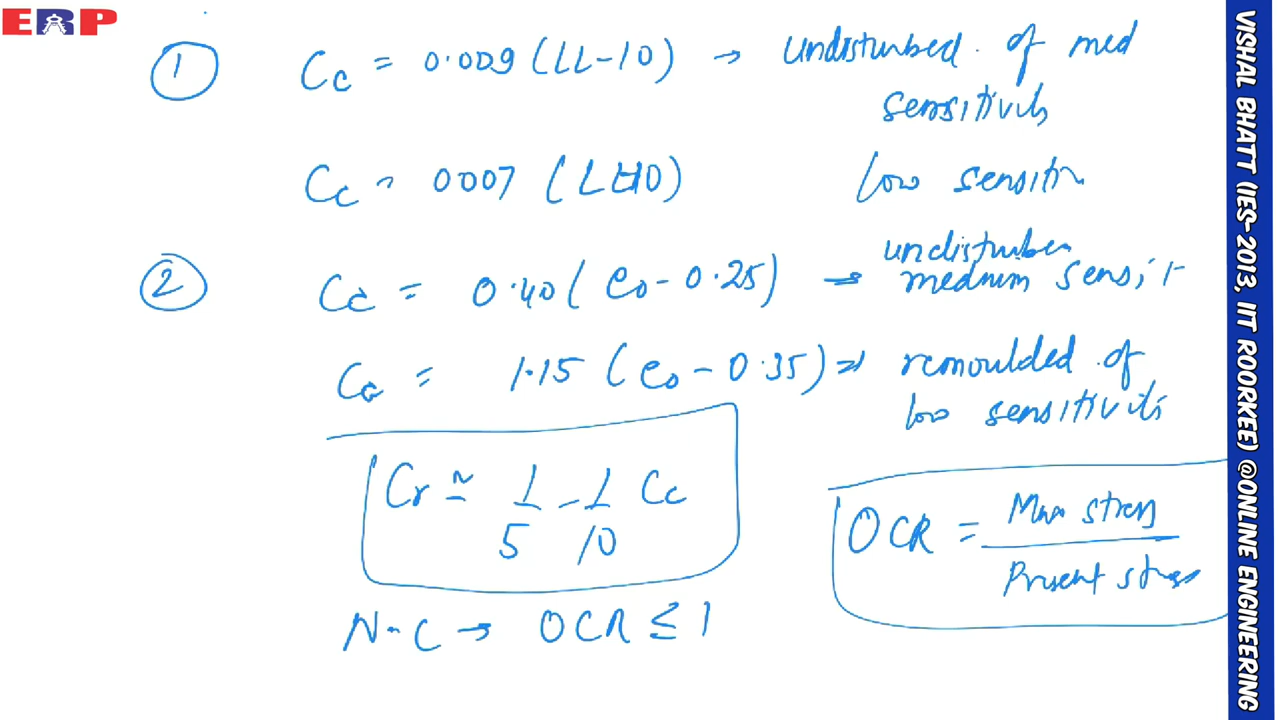 ERP
1 Cc = 0.009 (LL-10) → undisturbed of med
sensitivity
Cc = 0.007 (LL-10) low sensitiv
2 Cc = 0.40 (e₀ - 0.25) → undisturbed
medium sensit
Cc = 1.15 (e₀ - 0.35) ⇒ remoulded of
low sensitiviti
Cr ≃ 1/5 - 1/10 Cc
OCR = Max stress / Present stress
N-C → OCR ≤ 1
VISHAL BHATT (IES-2013, IIT ROORKEE) @ONLINE ENGINEERING